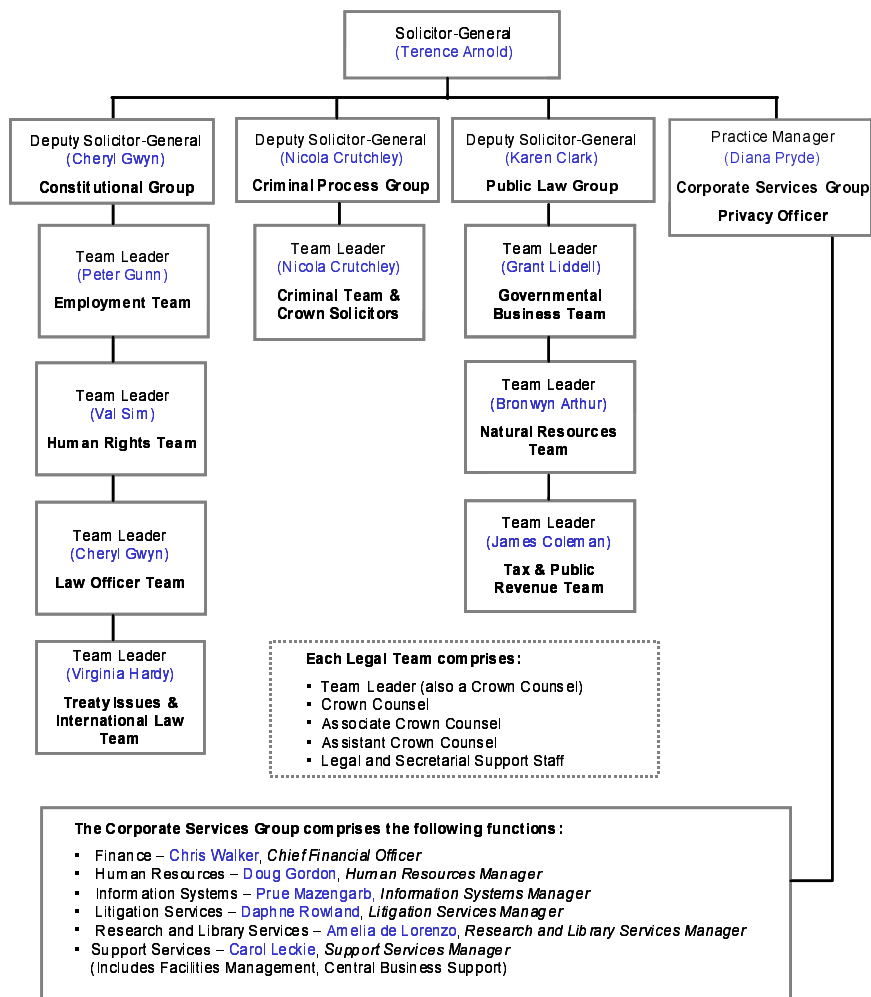 Solicitor-General
(Terence Arnold)
Deputy Solicitor-General
(Cheryl Gwyn)
Constitutional Group
Deputy Solicitor-General
(Nicola Crutchley)
Criminal Process Group
Deputy Solicitor-General
(Karen Clark)
Public Law Group
Practice Manager
(Diana Pryde)
Corporate Services Group
Privacy Officer
Team Leader
(Peter Gunn)
Employment Team
Team Leader
(Nicola Crutchley)
Criminal Team &
Crown Solicitors
Team Leader
(Grant Liddell)
Governmental
Business Team
Team Leader
(Val Sim)
Human Rights Team
Team Leader
(Bronwyn Arthur)
Natural Resources
Team
Team Leader
(Cheryl Gwyn)
Law Officer Team
Team Leader
(James Coleman)
Tax & Public
Revenue Team
Team Leader
(Virginia Hardy)
Treaty Issues &
International Law
Team
Each Legal Team comprises:
▪ Team Leader (also a Crown Counsel)
▪ Crown Counsel
▪ Associate Crown Counsel
▪ Assistant Crown Counsel
▪ Legal and Secretarial Support Staff
The Corporate Services Group comprises the following functions:
▪ Finance – Chris Walker, Chief Financial Officer
▪ Human Resources – Doug Gordon, Human Resources Manager
▪ Information Systems – Prue Mazengarb, Information Systems Manager
▪ Litigation Services – Daphne Rowland, Litigation Services Manager
▪ Research and Library Services – Amelia de Lorenzo, Research and Library Services Manager
▪ Support Services – Carol Leckie, Support Services Manager
(Includes Facilities Management, Central Business Support)